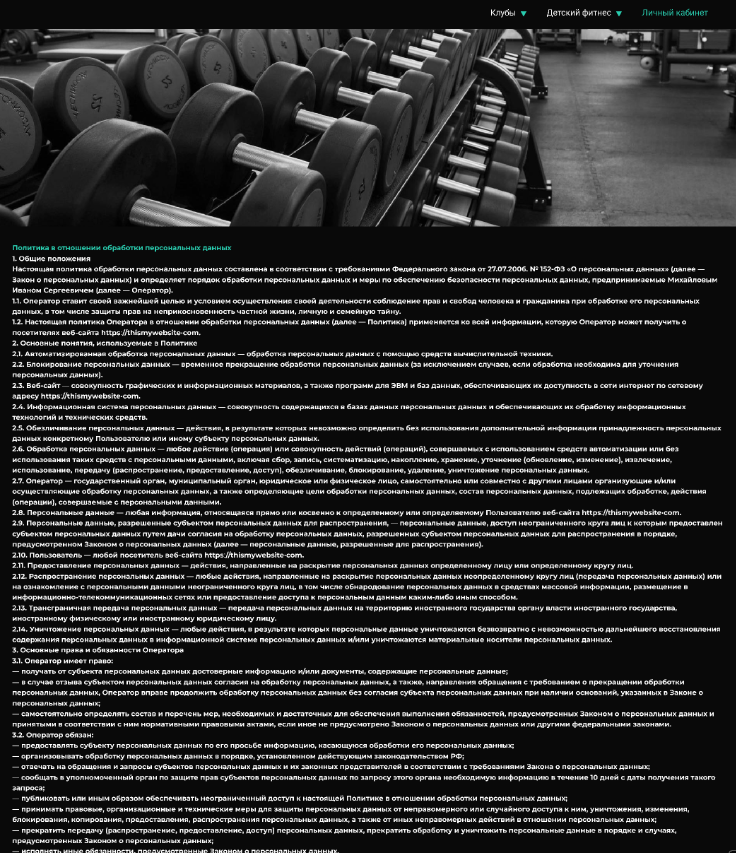 Клубы Детский фитнес Личный кабинет
Политика в отношении обработки персональных данных
1. Общие положения
Настоящая политика обработки персональных данных составлена в соответствии с требованиями Федерального закона от 27.07.2006. № 152-ФЗ «О персональных данных» (далее —
Закон о персональных данных) и определяет порядок обработки персональных данных и меры по обеспечению безопасности персональных данных, предпринимаемые Михайловым
Иваном Сергеевичем (далее — Оператор).
1.1. Оператор ставит своей важнейшей целью и условием осуществления своей деятельности соблюдение прав и свобод человека и гражданина при обработке его персональных
данных, в том числе защиты прав на неприкосновенность частной жизни, личную и семейную тайну.
1.2. Настоящая политика Оператора в отношении обработки персональных данных (далее — Политика) применяется ко всей информации, которую Оператор может получить о
посетителях веб-сайта https://thismywebsite-com.
2. Основные понятия, используемые в Политике
2.1. Автоматизированная обработка персональных данных — обработка персональных данных с помощью средств вычислительной техники.
2.2. Блокирование персональных данных — временное прекращение обработки персональных данных (за исключением случаев, если обработка необходима для уточнения
персональных данных).
2.3. Веб-сайт — совокупность графических и информационных материалов, а также программ для ЭВМ и баз данных, обеспечивающих их доступность в сети интернет по сетевому
адресу https://thismywebsite-com.
2.4. Информационная система персональных данных — совокупность содержащихся в базах данных персональных данных и обеспечивающих их обработку информационных
технологий и технических средств.
2.5. Обезличивание персональных данных — действия, в результате которых невозможно определить без использования дополнительной информации принадлежность персональных
данных конкретному Пользователю или иному субъекту персональных данных.
2.6. Обработка персональных данных — любое действие (операция) или совокупность действий (операций), совершаемых с использованием средств автоматизации или без
использования таких средств с персональными данными, включая сбор, запись, систематизацию, накопление, хранение, уточнение (обновление, изменение), извлечение,
использование, передачу (распространение, предоставление, доступ), обезличивание, блокирование, удаление, уничтожение персональных данных.
2.7. Оператор — государственный орган, муниципальный орган, юридическое или физическое лицо, самостоятельно или совместно с другими лицами организующие и/или
осуществляющие обработку персональных данных, а также определяющие цели обработки персональных данных, состав персональных данных, подлежащих обработке, действия
(операции), совершаемые с персональными данными.
2.8. Персональные данные — любая информация, относящаяся прямо или косвенно к определенному или определяемому Пользователю веб-сайта https://thismywebsite-com.
2.9. Персональные данные, разрешенные субъектом персональных данных для распространения, — персональные данные, доступ неограниченного круга лиц к которым предоставлен
субъектом персональных данных путем дачи согласия на обработку персональных данных, разрешенных субъектом персональных данных для распространения в порядке,
предусмотренном Законом о персональных данных (далее — персональные данные, разрешенные для распространения).
2.10. Пользователь — любой посетитель веб-сайта https://thismywebsite-com.
2.11. Предоставление персональных данных — действия, направленные на раскрытие персональных данных определенному лицу или определенному кругу лиц.
2.12. Распространение персональных данных — любые действия, направленные на раскрытие персональных данных неопределенному кругу лиц (передача персональных данных) или
на ознакомление с персональными данными неограниченного круга лиц, в том числе обнародование персональных данных в средствах массовой информации, размещение в
информационно-телекоммуникационных сетях или предоставление доступа к персональным данным каким-либо иным способом.
2.13. Трансграничная передача персональных данных — передача персональных данных на территорию иностранного государства органу власти иностранного государства,
иностранному физическому или иностранному юридическому лицу.
2.14. Уничтожение персональных данных — любые действия, в результате которых персональные данные уничтожаются безвозвратно с невозможностью дальнейшего восстановления
содержания персональных данных в информационной системе персональных данных и/или уничтожаются материальные носители персональных данных.
3. Основные права и обязанности Оператора
3.1. Оператор имеет право:
— получать от субъекта персональных данных достоверные информацию и/или документы, содержащие персональные данные;
— в случае отзыва субъектом персональных данных согласия на обработку персональных данных, а также, направления обращения с требованием о прекращении обработки
персональных данных, Оператор вправе продолжить обработку персональных данных без согласия субъекта персональных данных при наличии оснований, указанных в Законе о
персональных данных;
— самостоятельно определять состав и перечень мер, необходимых и достаточных для обеспечения выполнения обязанностей, предусмотренных Законом о персональных данных и
принятыми в соответствии с ним нормативными правовыми актами, если иное не предусмотрено Законом о персональных данных или другими федеральными законами.
3.2. Оператор обязан:
— предоставлять субъекту персональных данных по его просьбе информацию, касающуюся обработки его персональных данных;
— организовывать обработку персональных данных в порядке, установленном действующим законодательством РФ;
— отвечать на обращения и запросы субъектов персональных данных и их законных представителей в соответствии с требованиями Закона о персональных данных;
— сообщать в уполномоченный орган по защите прав субъектов персональных данных по запросу этого органа необходимую информацию в течение 10 дней с даты получения такого
запроса;
— публиковать или иным образом обеспечивать неограниченный доступ к настоящей Политике в отношении обработки персональных данных;
— принимать правовые, организационные и технические меры для защиты персональных данных от неправомерного или случайного доступа к ним, уничтожения, изменения,
блокирования, копирования, предоставления, распространения персональных данных, а также от иных неправомерных действий в отношении персональных данных;
— прекратить передачу (распространение, предоставление, доступ) персональных данных, прекратить обработку и уничтожить персональные данные в порядке и случаях,
предусмотренных Законом о персональных данных;
— исполнять иные обязанности, предусмотренные Законом о персональных данных.